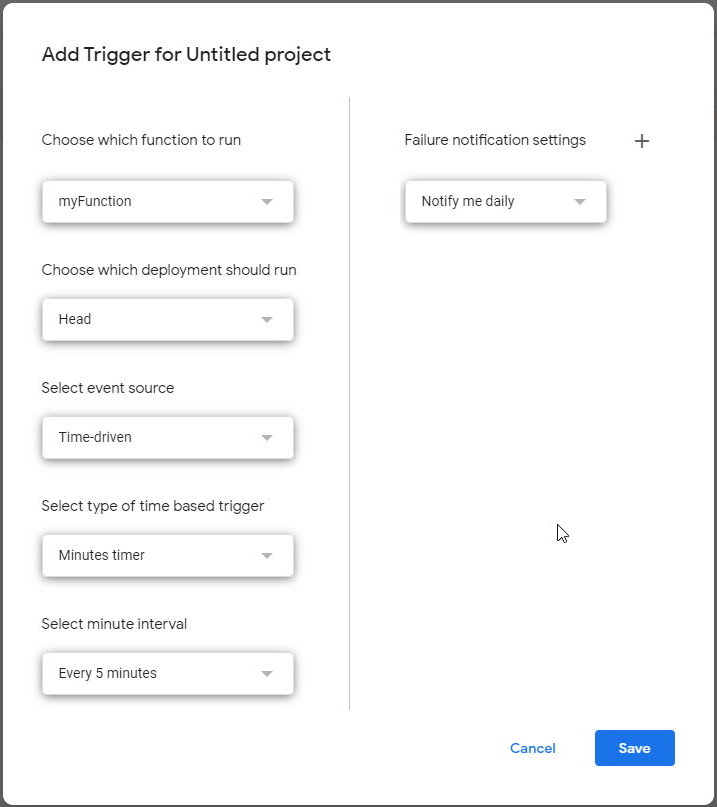 Add Trigger for Untitled project
Choose which function to run
myFunction
Choose which deployment should run
Head
Select event source
Time-driven
Select type of time based trigger
Minutes timer
Select minute interval
Every 5 minutes
Failure notification settings
Notify me daily
Cancel
Save